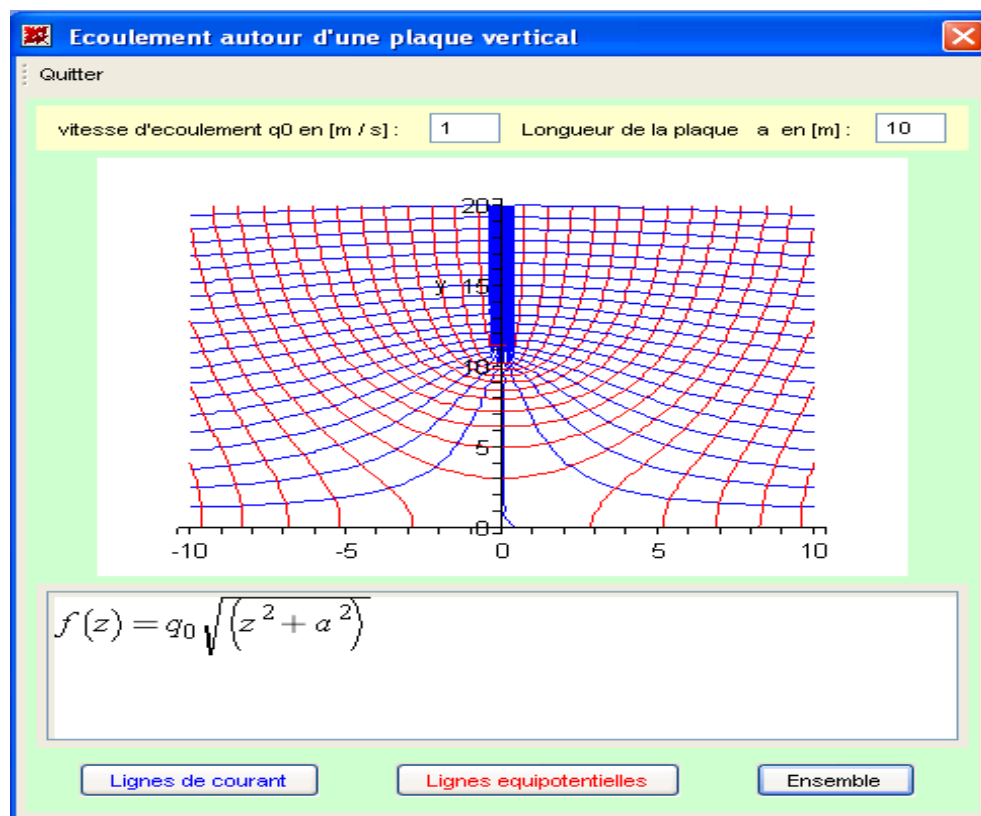 Ecoulement autour d'une plaque vertical
Quitter
vitesse d'ecoulement q0 en [m / s] : 1 Longueur de la plaque a en [m] : 10
20
y 15
10
5
0
-10 -5 0 5 10
f(z) = q₀√(z² + a²)
Lignes de courant Lignes equipotentielles Ensemble